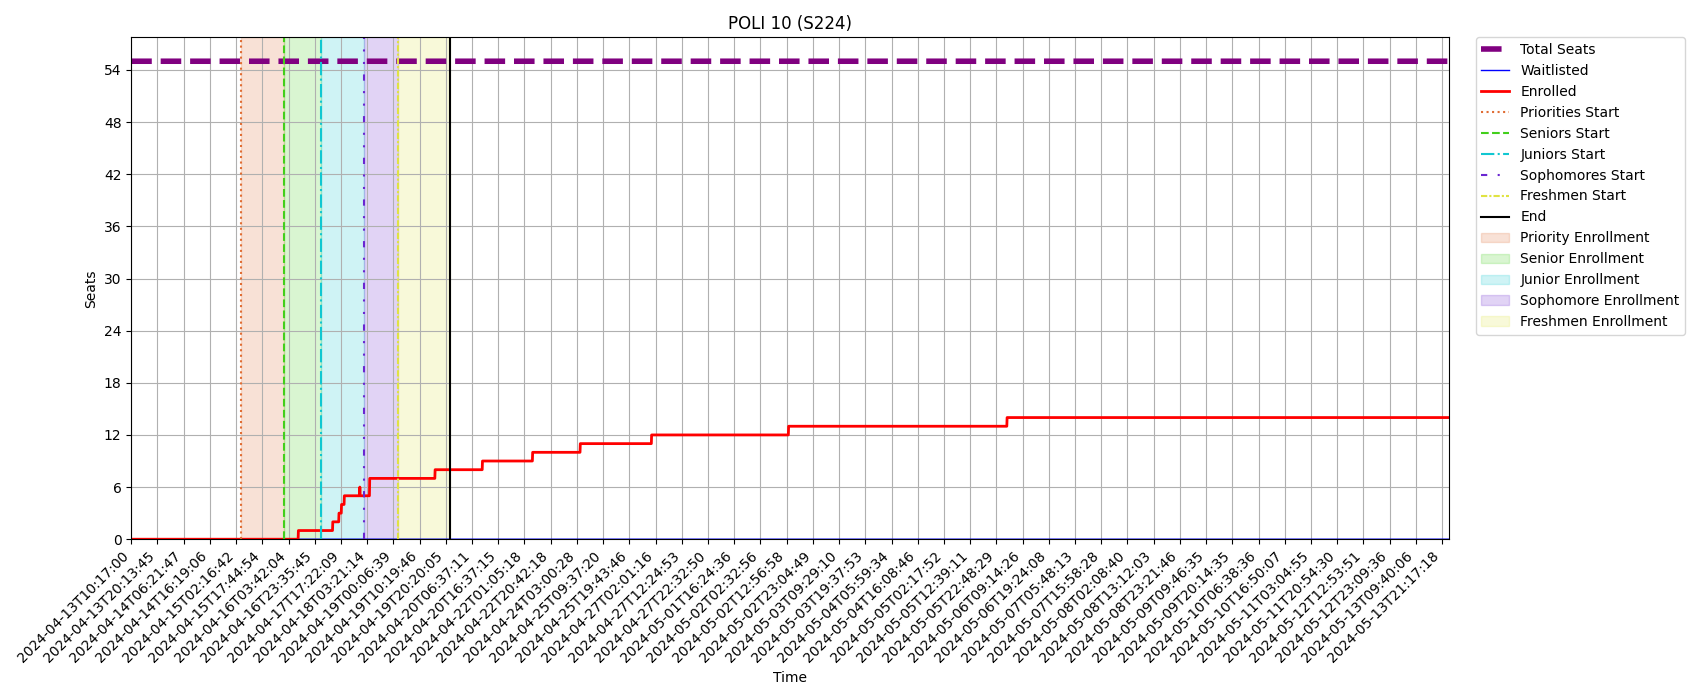 POLI 10 (S224)
Seats
54
48
42
36
30
24
18
12
6
0
2024-04-13T10:17:00
2024-04-13T20:13:45
2024-04-14T06:21:47
2024-04-14T16:19:06
2024-04-15T02:16:42
2024-04-15T17:44:54
2024-04-16T03:42:04
2024-04-16T23:35:45
2024-04-17T17:22:09
2024-04-18T03:21:14
2024-04-19T00:06:39
2024-04-19T10:19:46
2024-04-19T20:20:05
2024-04-20T06:37:11
2024-04-20T16:37:15
2024-04-22T01:05:18
2024-04-22T20:42:18
2024-04-24T03:00:28
2024-04-25T09:37:20
2024-04-25T19:43:46
2024-04-27T02:01:16
2024-04-27T12:24:53
2024-04-27T22:32:50
2024-05-01T16:24:36
2024-05-02T02:32:56
2024-05-02T12:56:58
2024-05-02T23:04:49
2024-05-03T09:29:10
2024-05-03T19:37:53
2024-05-04T05:59:34
2024-05-04T16:08:46
2024-05-05T02:17:52
2024-05-05T12:39:11
2024-05-05T22:48:29
2024-05-06T09:14:26
2024-05-06T19:24:08
2024-05-07T05:48:13
2024-05-07T15:58:28
2024-05-08T02:08:40
2024-05-08T13:12:03
2024-05-08T23:21:46
2024-05-09T09:46:35
2024-05-09T20:14:35
2024-05-10T06:38:36
2024-05-10T16:50:07
2024-05-11T03:04:55
2024-05-11T20:54:30
2024-05-12T12:53:51
2024-05-12T23:09:36
2024-05-13T09:40:06
2024-05-13T21:17:18
Time
Total Seats
Waitlisted
Enrolled
Priorities Start
Seniors Start
Juniors Start
Sophomores Start
Freshmen Start
End
Priority Enrollment
Senior Enrollment
Junior Enrollment
Sophomore Enrollment
Freshmen Enrollment